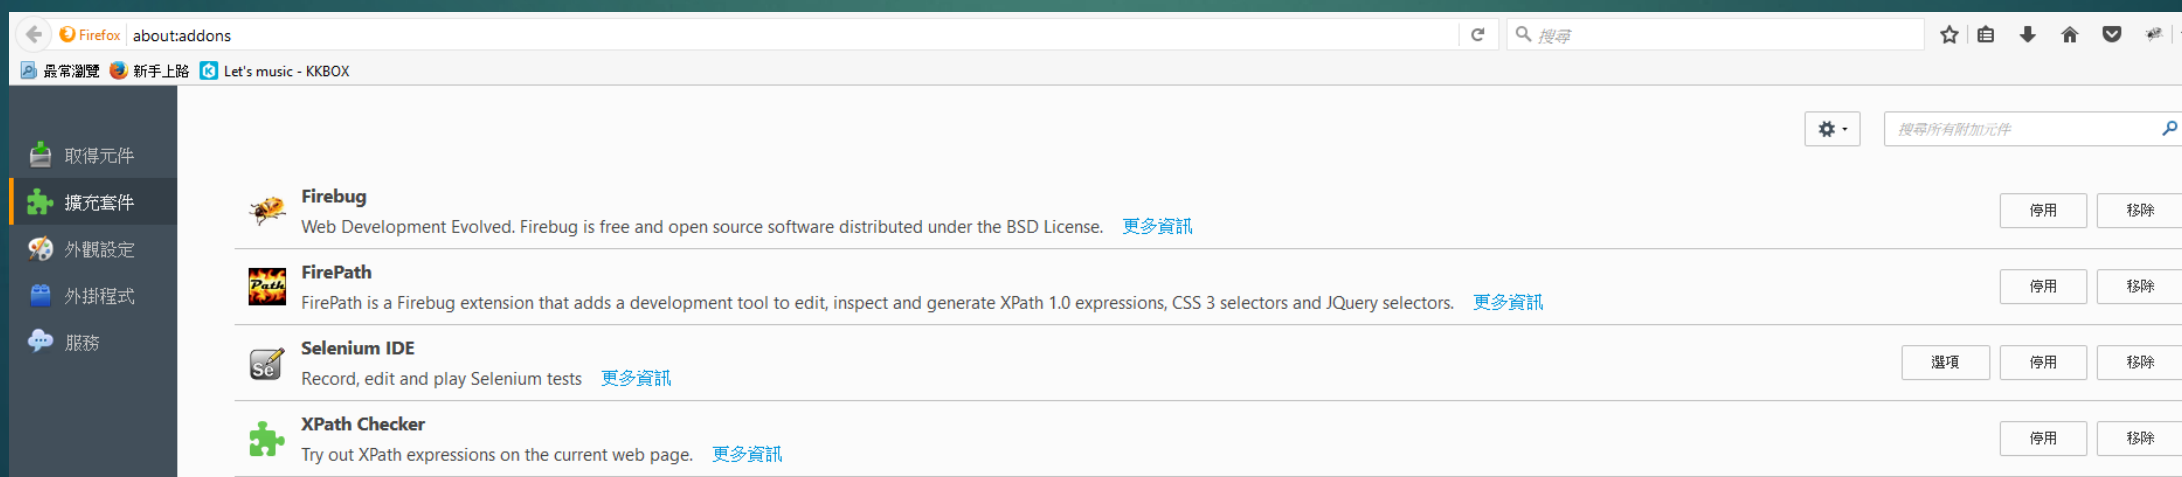 Firefox about:addons 搜尋
最常瀏覽 新手上路 Let's music - KKBOX
搜尋所有附加元件
取得元件
擴充套件
外觀設定
外掛程式
服務
Firebug
Web Development Evolved. Firebug is free and open source software distributed under the BSD License. 更多資訊
停用 移除
FirePath
FirePath is a Firebug extension that adds a development tool to edit, inspect and generate XPath 1.0 expressions, CSS 3 selectors and JQuery selectors. 更多資訊
停用 移除
Selenium IDE
Record, edit and play Selenium tests 更多資訊
選項 停用 移除
XPath Checker
Try out XPath expressions on the current web page. 更多資訊
停用 移除
Path
Se